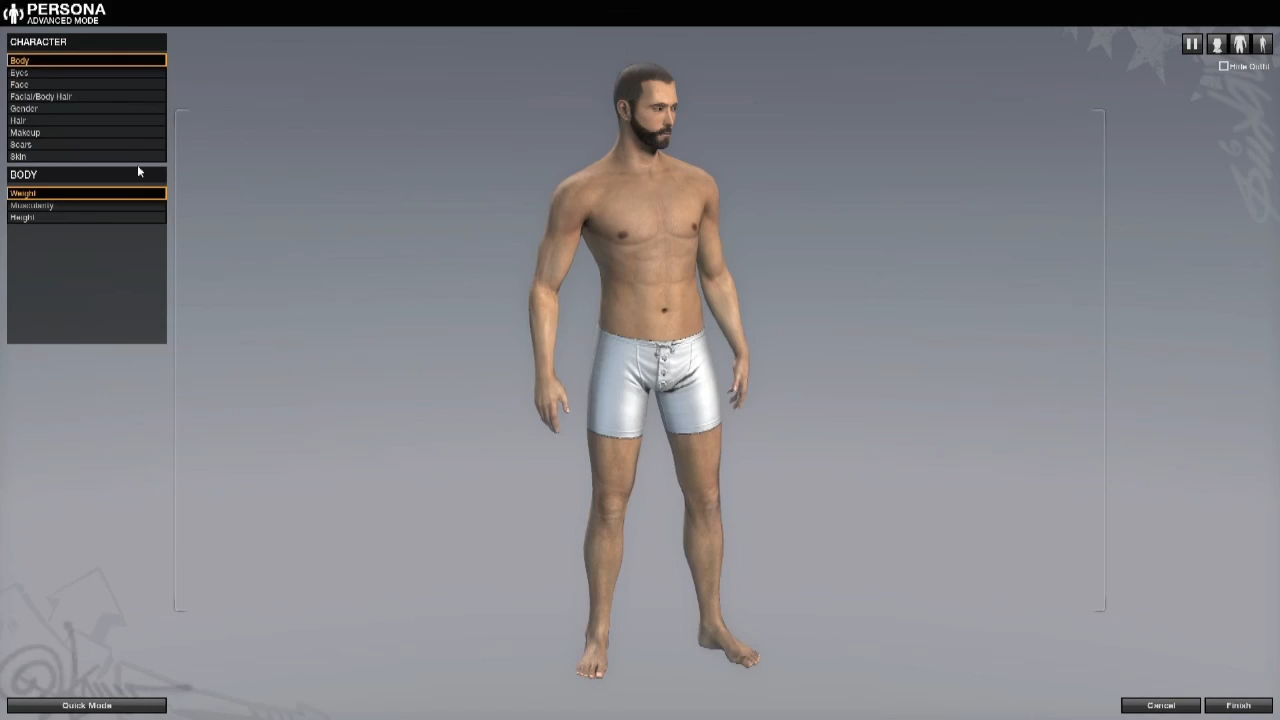 PERSONA
ADVANCED MODE
CHARACTER
Body
Eyes
Face
Facial/Body Hair
Gender
Hair
Makeup
Scars
Skin
BODY
Weight
Muscularity
Height
Hide Outfit
Quick Mode
Cancel
Finish